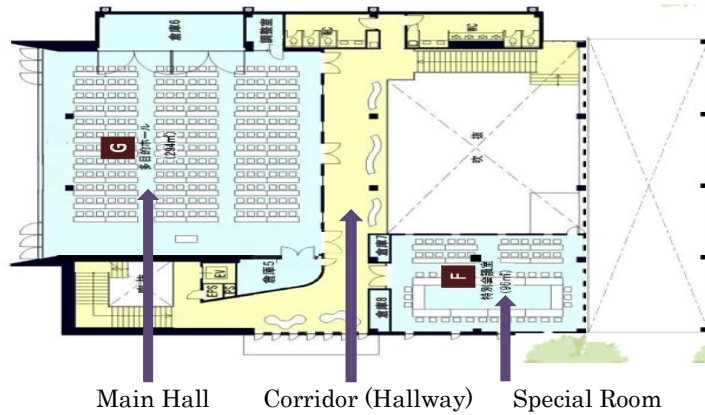 倉庫6
調整室
WC
WC
G
多目的ホール
(294㎡)
吹抜
倉庫7
EV
EPS
PS
倉庫5
F
特別会議室
(96㎡)
倉庫8
Main Hall
Corridor (Hallway)
Special Room